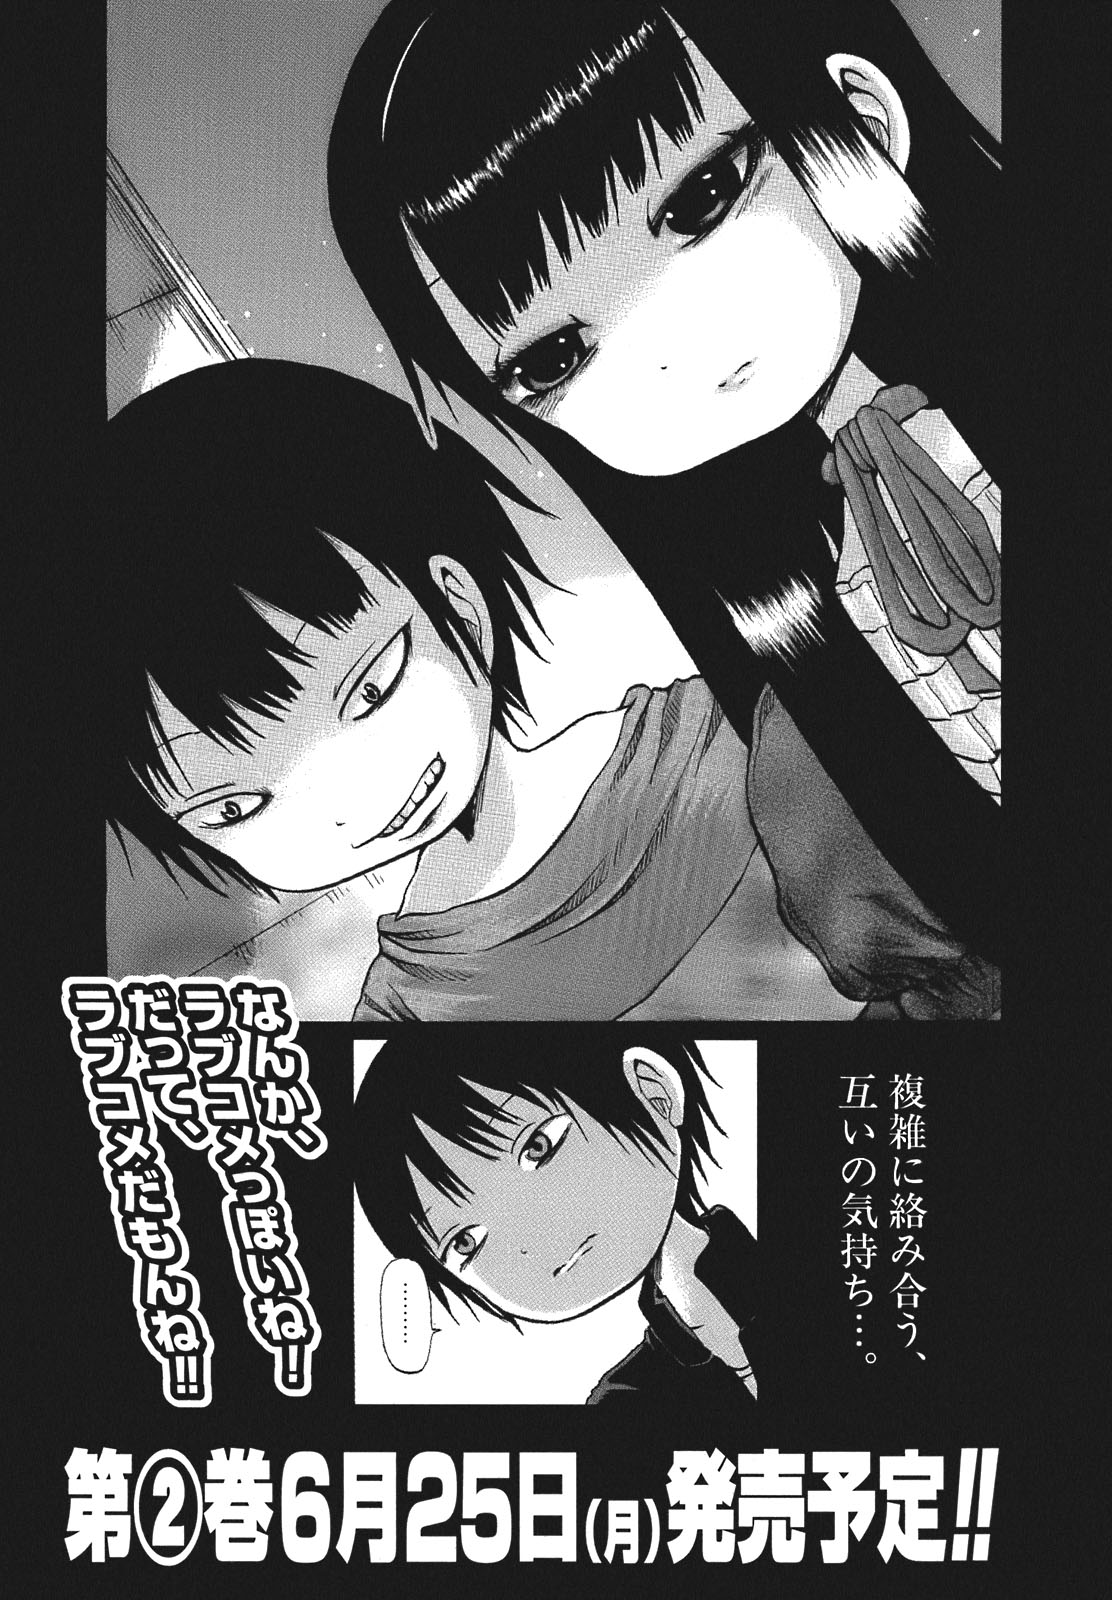 複雑に絡み合う、
互いの気持ち…。
………
なんか、
ラブコメっぽいね！
だって、
ラブコメだもんね!!
第②巻6月25日(月)発売予定!!